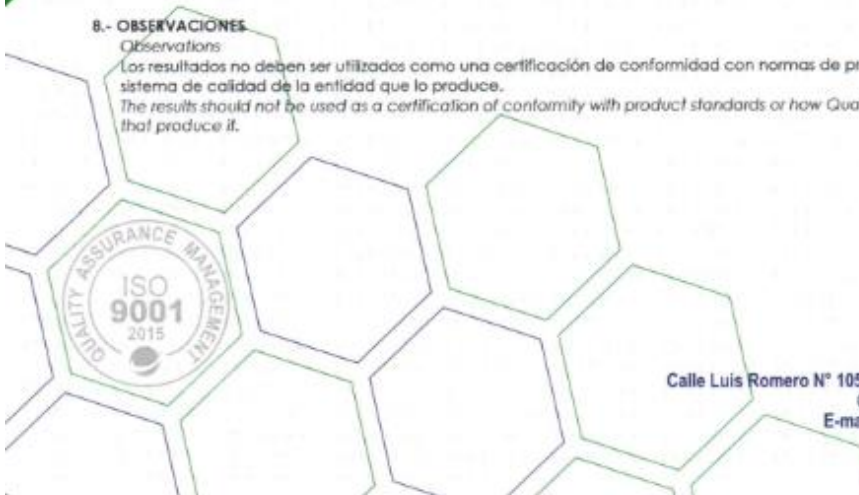 8.- OBSERVACIONES
Observations
Los resultados no deben ser utilizados como una certificación de conformidad con normas de pr
sistema de calidad de la entidad que lo produce.
The results should not be used as a certification of conformity with product standards or how Qua
that produce it.
QUALITY ASSURANCE MANAGEMENT
ISO
9001
2015
Calle Luis Romero N° 105
E-ma